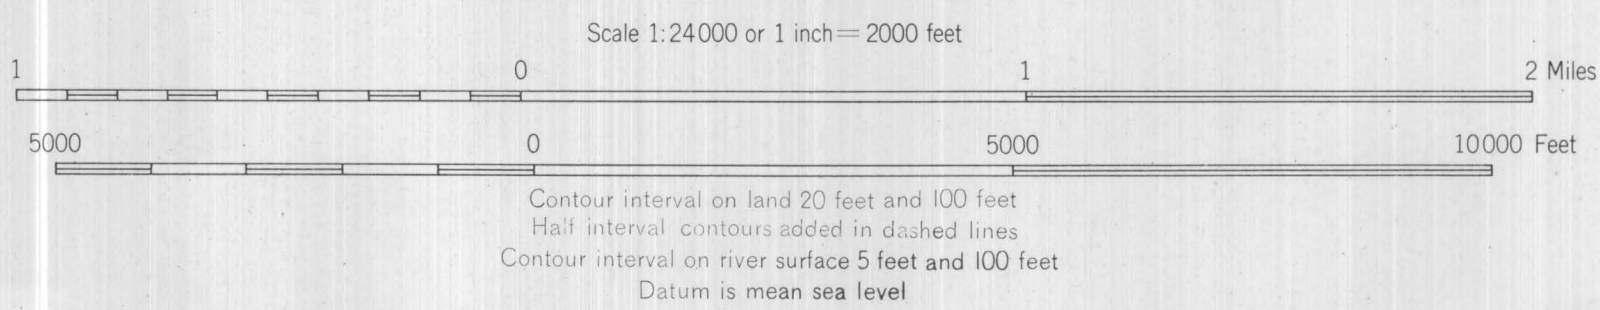 Scale 1:24000 or 1 inch = 2000 feet
1 0 1 2 Miles
5000 0 5000 10000 Feet
Contour interval on land 20 feet and 100 feet
Half interval contours added in dashed lines
Contour interval on river surface 5 feet and 100 feet
Datum is mean sea level